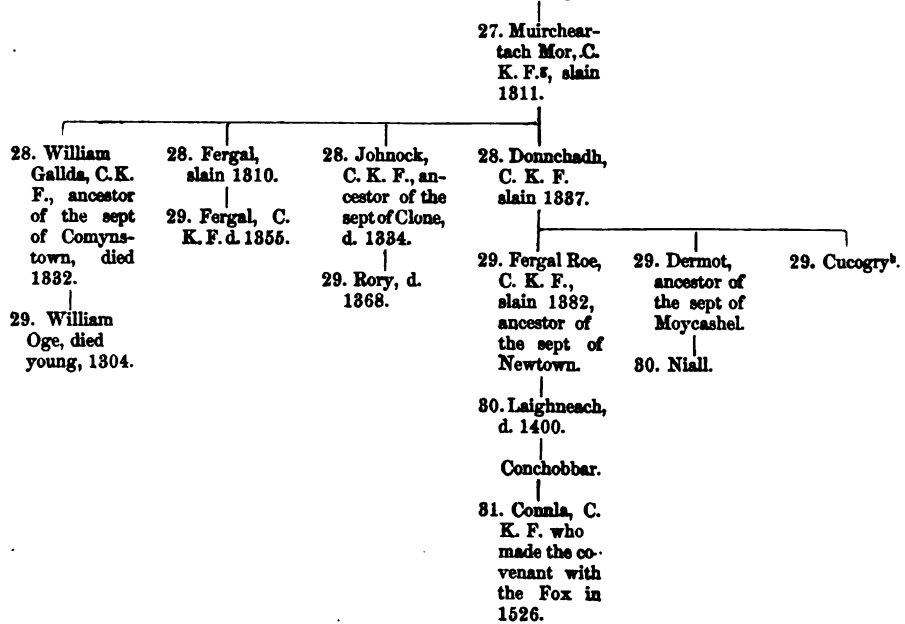 27. Muirchear-
tach Mor, C.
K. F.g, slain
1311.
28. William
Gallda, C.K.
F., ancestor
of the sept
of Comyns-
town, died
1332.
29. William
Oge, died
young, 1304.
28. Fergal,
slain 1310.
29. Fergal, C.
K. F. d. 1355.
28. Johnock,
C. K. F., an-
cestor of the
sept of Clone,
d. 1334.
29. Rory, d.
1368.
28. Donnchadh,
C. K. F.
slain 1337.
29. Fergal Roe,
C. K. F.,
slain 1382,
ancestor of
the sept of
Newtown.
30. Laighneach,
d. 1400.
Conchobbar.
31. Connla, C.
K. F. who
made the co-
venant with
the Fox in
1526.
29. Dermot,
ancestor of
the sept of
Moycashel.
30. Niall.
29. Cucogryh.